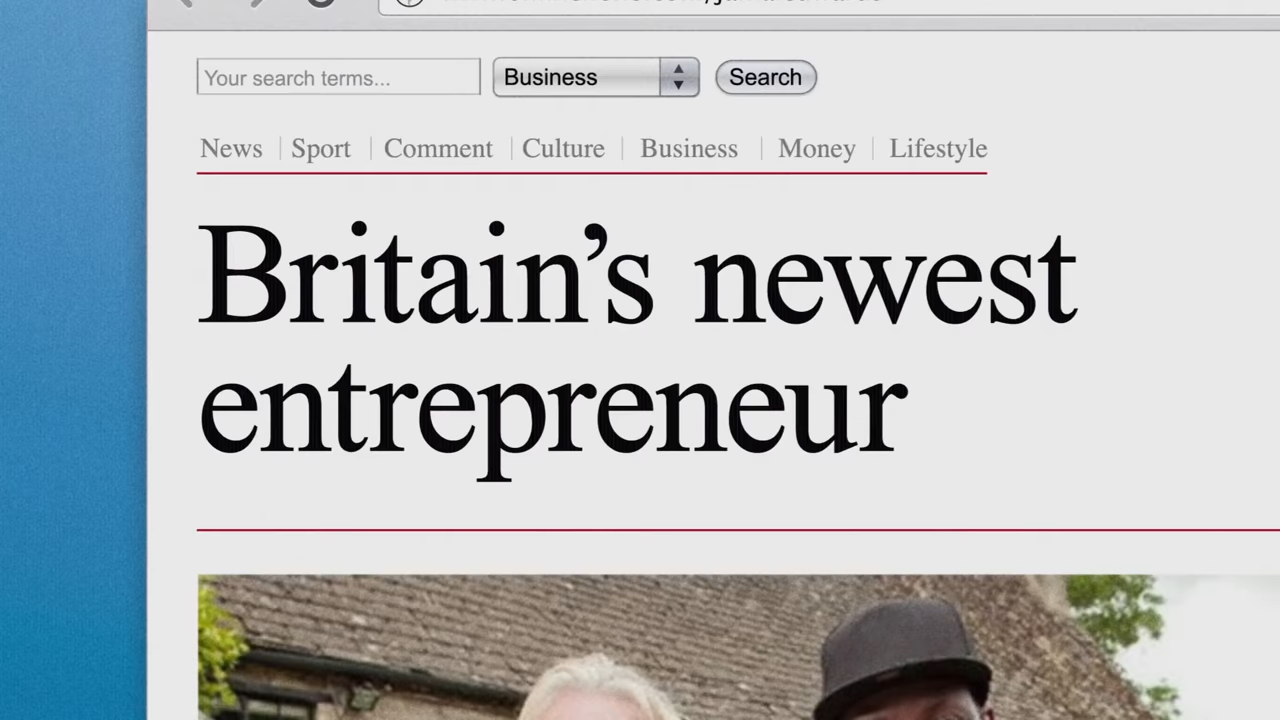 Your search terms...
Business
Search
News
Sport
Comment
Culture
Business
Money
Lifestyle
Britain’s newest
entrepreneur